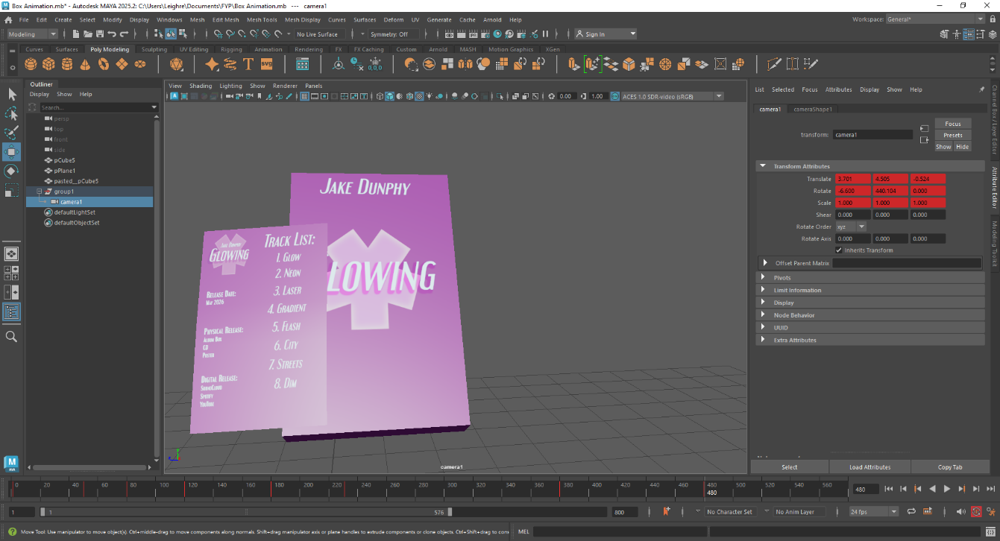 Box Animation.mb* - Autodesk MAYA 2025.2: C:\Users\Leighre\Documents\FYP\Box Animation.mb --- camera1
File Edit Create Select Modify Display Windows Mesh Edit Mesh Mesh Tools Mesh Display Curves Surfaces Deform UV Generate Cache Arnold Help
Workspace: General*
Modeling
No Live Surface
Symmetry: Off
Sign In
Curves Surfaces Poly Modeling Sculpting UV Editing Rigging Animation Rendering FX FX Caching Custom Arnold MASH Motion Graphics XGen
SVG
Outliner
Display Show Help
Search...
persp
top
front
side
pCube5
pPlane1
pasted__pCube5
group1
camera1
defaultLightSet
defaultObjectSet
View Shading Lighting Show Renderer Panels
0.00
1.00
ACES 1.0 SDR-video (sRGB)
Jake Dunphy
Glowing
Jake Dunphy
Glowing
Release Date:
May 2026
Physical Release:
Album Box
CD
Poster
Digital Release:
SoundCloud
Spotify
YouTube
Track List:
1. Glow
2. Neon
3. Laser
4. Gradient
5. Flash
6. City
7. Streets
8. Dim
camera1
List Selected Focus Attributes Display Show Help
camera1 cameraShape1
transform: camera1
Focus
Presets
Show Hide
Transform Attributes
Translate 3.701 4.505 -0.524
Rotate -6.600 440.104 0.000
Scale 1.000 1.000 1.000
Shear 0.000 0.000 0.000
Rotate Order xyz
Rotate Axis 0.000 0.000 0.000
Inherits Transform
Offset Parent Matrix
Pivots
Limit Information
Display
Node Behavior
UUID
Extra Attributes
Select Load Attributes Copy Tab
Channel Box / Layer Editor
Attribute Editor
Modeling Toolkit
0 20 40 60 80 100 120 140 160 180 200 220 240 260 280 300 320 340 360 380 400 420 440 460 480 500 520 540 560
480
480
1
1
576
800
No Character Set
No Anim Layer
24 fps
Move Tool: Use manipulator to move object(s). Ctrl+middle-drag to move components along normals. Shift+drag manipulator axis or plane handles to extrude components or clone objects. Ctrl+Shift+drag to cons
MEL